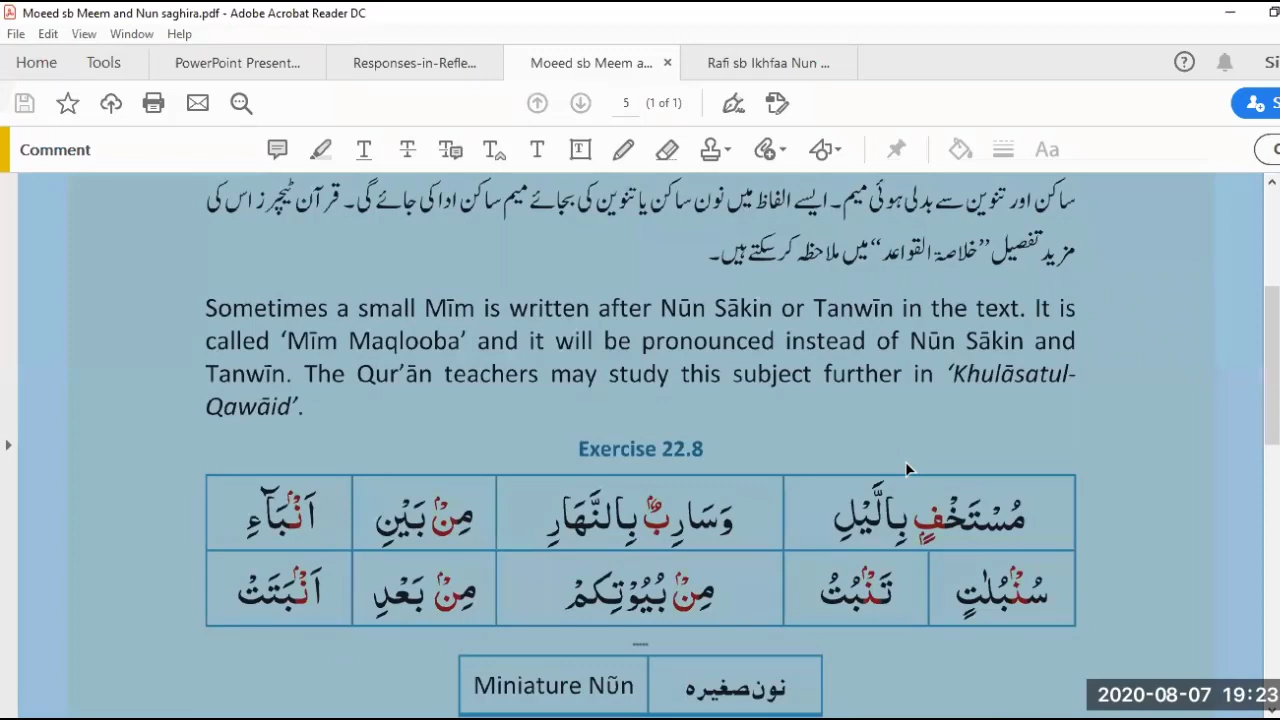 Moeed sb Meem and Nun saghira.pdf - Adobe Acrobat Reader DC
File Edit View Window Help
Home Tools PowerPoint Present... Responses-in-Refle... Moeed sb Meem a... × Rafi sb Ikhfaa Nun ...
5 (1 of 1)
Comment
ساکن اور تنوین سے بدلی ہوئی میم۔ ایسے الفاظ میں نون ساکن یا تنوین کی بجائے میم ساکن ادا کی جائے گی۔ قرآن ٹیچرز اس کی
مزید تفصیل ”خلاصۃ القواعد“ میں ملاحظہ کرسکتے ہیں۔
Sometimes a small Mīm is written after Nūn Sākin or Tanwīn in the text. It is
called ‘Mīm Maqlooba’ and it will be pronounced instead of Nūn Sākin and
Tanwīn. The Qur’ān teachers may study this subject further in ‘Khulāsatul-
Qawāid’.
Exercise 22.8
مُسْتَخْفٍۭ بِالَّيْلِ وَسَارِبٌۢ بِالنَّهَارِ مِنْۢ بَيْنِ اَنْۢبَآءِ
سُنْۢبُلٰتٍ تَنْۢبُتُ مِنْۢ بُيُوْتِكُمْ مِنْۢ بَعْدِ اَنْۢبَتَتْ
Miniature Nũn نون صغیرہ
2020-08-07 19:23